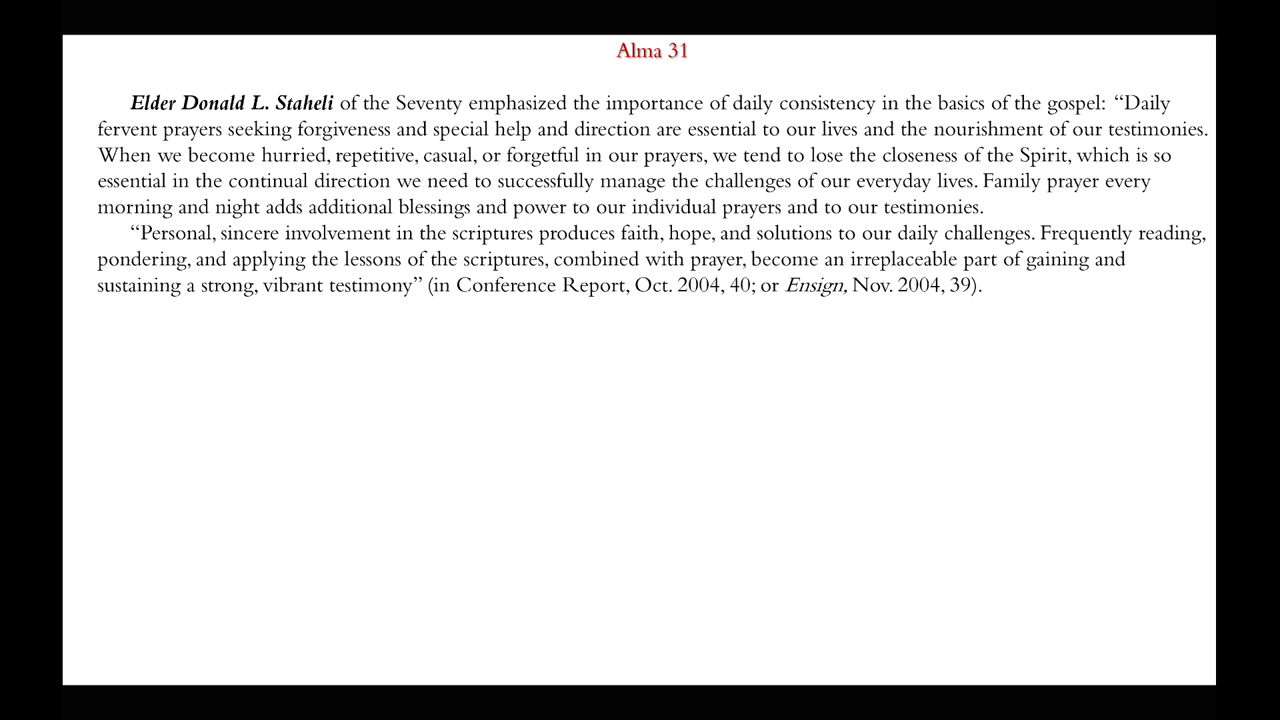 Alma 31
Elder Donald L. Staheli of the Seventy emphasized the importance of daily consistency in the basics of the gospel: “Daily
fervent prayers seeking forgiveness and special help and direction are essential to our lives and the nourishment of our testimonies.
When we become hurried, repetitive, casual, or forgetful in our prayers, we tend to lose the closeness of the Spirit, which is so
essential in the continual direction we need to successfully manage the challenges of our everyday lives. Family prayer every
morning and night adds additional blessings and power to our individual prayers and to our testimonies.
“Personal, sincere involvement in the scriptures produces faith, hope, and solutions to our daily challenges. Frequently reading,
pondering, and applying the lessons of the scriptures, combined with prayer, become an irreplaceable part of gaining and
sustaining a strong, vibrant testimony” (in Conference Report, Oct. 2004, 40; or Ensign, Nov. 2004, 39).